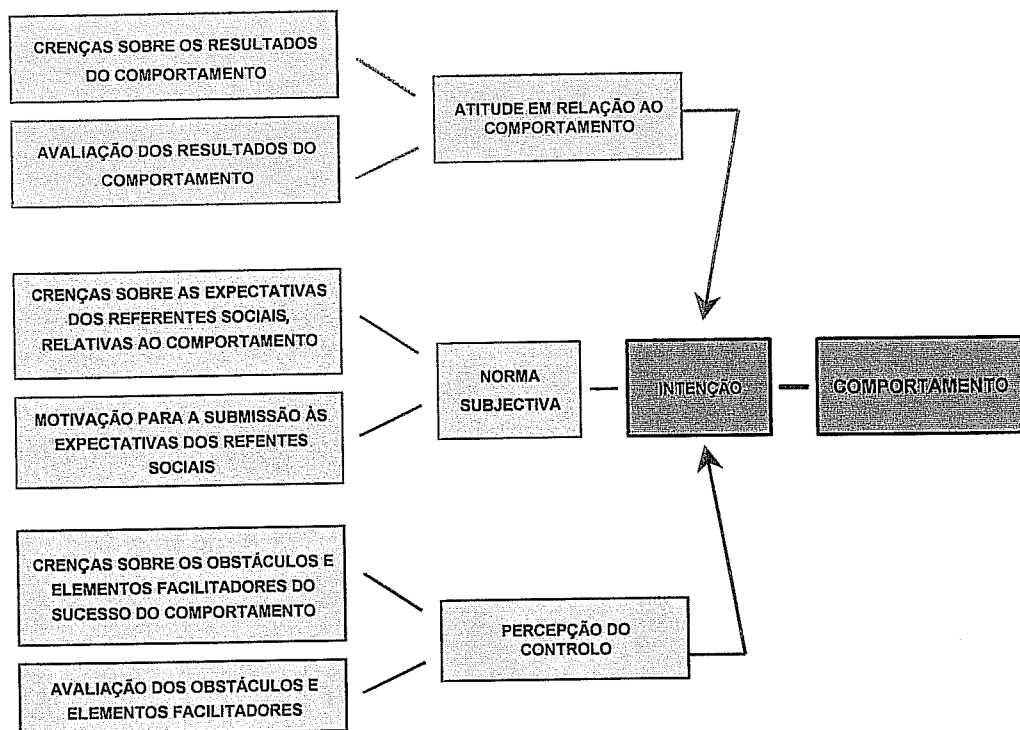 CRENÇAS SOBRE OS RESULTADOS
DO COMPORTAMENTO
AVALIAÇÃO DOS RESULTADOS DO
COMPORTAMENTO
ATITUDE EM RELAÇÃO AO
COMPORTAMENTO
CRENÇAS SOBRE AS EXPECTATIVAS
DOS REFERENTES SOCIAIS,
RELATIVAS AO COMPORTAMENTO
MOTIVAÇÃO PARA A SUBMISSÃO ÀS
EXPECTATIVAS DOS REFENTES
SOCIAIS
NORMA
SUBJECTIVA
INTENÇÃO
COMPORTAMENTO
CRENÇAS SOBRE OS OBSTÁCULOS E
ELEMENTOS FACILITADORES DO
SUCESSO DO COMPORTAMENTO
AVALIAÇÃO DOS OBSTÁCULOS E
ELEMENTOS FACILITADORES
PERCEPÇÃO DO
CONTROLO